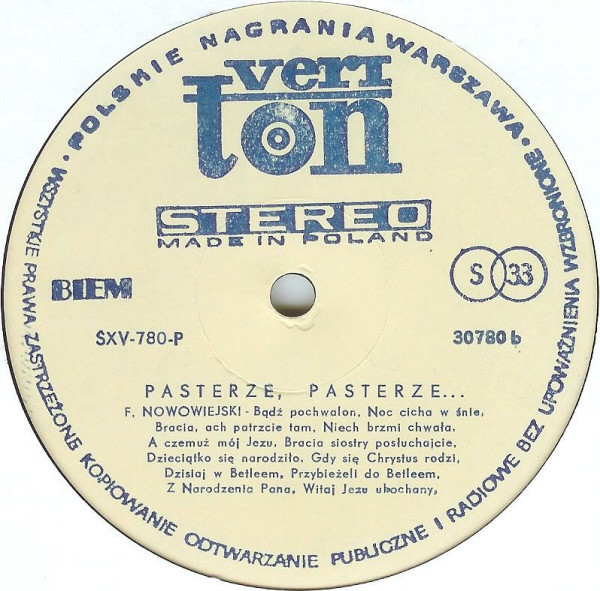 POLSKIE NAGRANIA WARSZAWA • WSZYSTKIE PRAWA ZASTRZEŻONE KOPIOWANIE ODTWARZANIE PUBLICZNE I RADIOWE BEZ UPOWAŻNIENIA WZBRONIONE •
veri
ton
STEREO
MADE IN POLAND
BIEM
S 33
SXV-780-P
30780 b
PASTERZE, PASTERZE...
F. NOWOWIEJSKI - Bądź pochwalon, Noc cicha w śnie,
Bracia, ach patrzcie tam, Niech brzmi chwała,
A czemuż mój Jezu, Bracia siostry posłuchajcie,
Dzieciątko się narodziło. Gdy się Chrystus rodzi,
Dzisiaj w Betleem, Przybieżeli do Betleem,
Z Narodzenia Pana, Witaj Jezu ukochany,